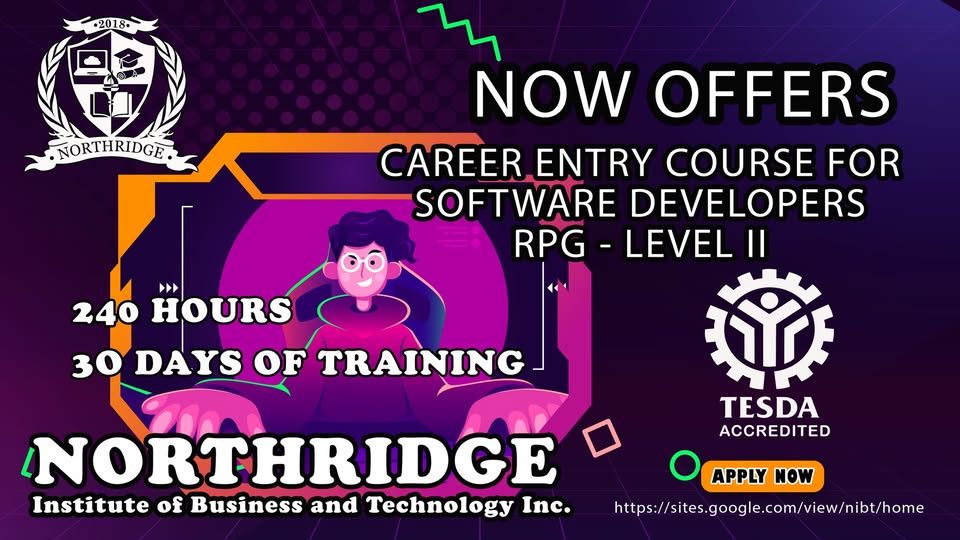 2018
NORTHRIDGE
NOW OFFERS
CAREER ENTRY COURSE FOR
SOFTWARE DEVELOPERS
RPG - LEVEL II
240 HOURS
30 DAYS OF TRAINING
TESDA
ACCREDITED
NORTHRIDGE
Institute of Business and Technology Inc.
APPLY NOW
https://sites.google.com/view/nibt/home